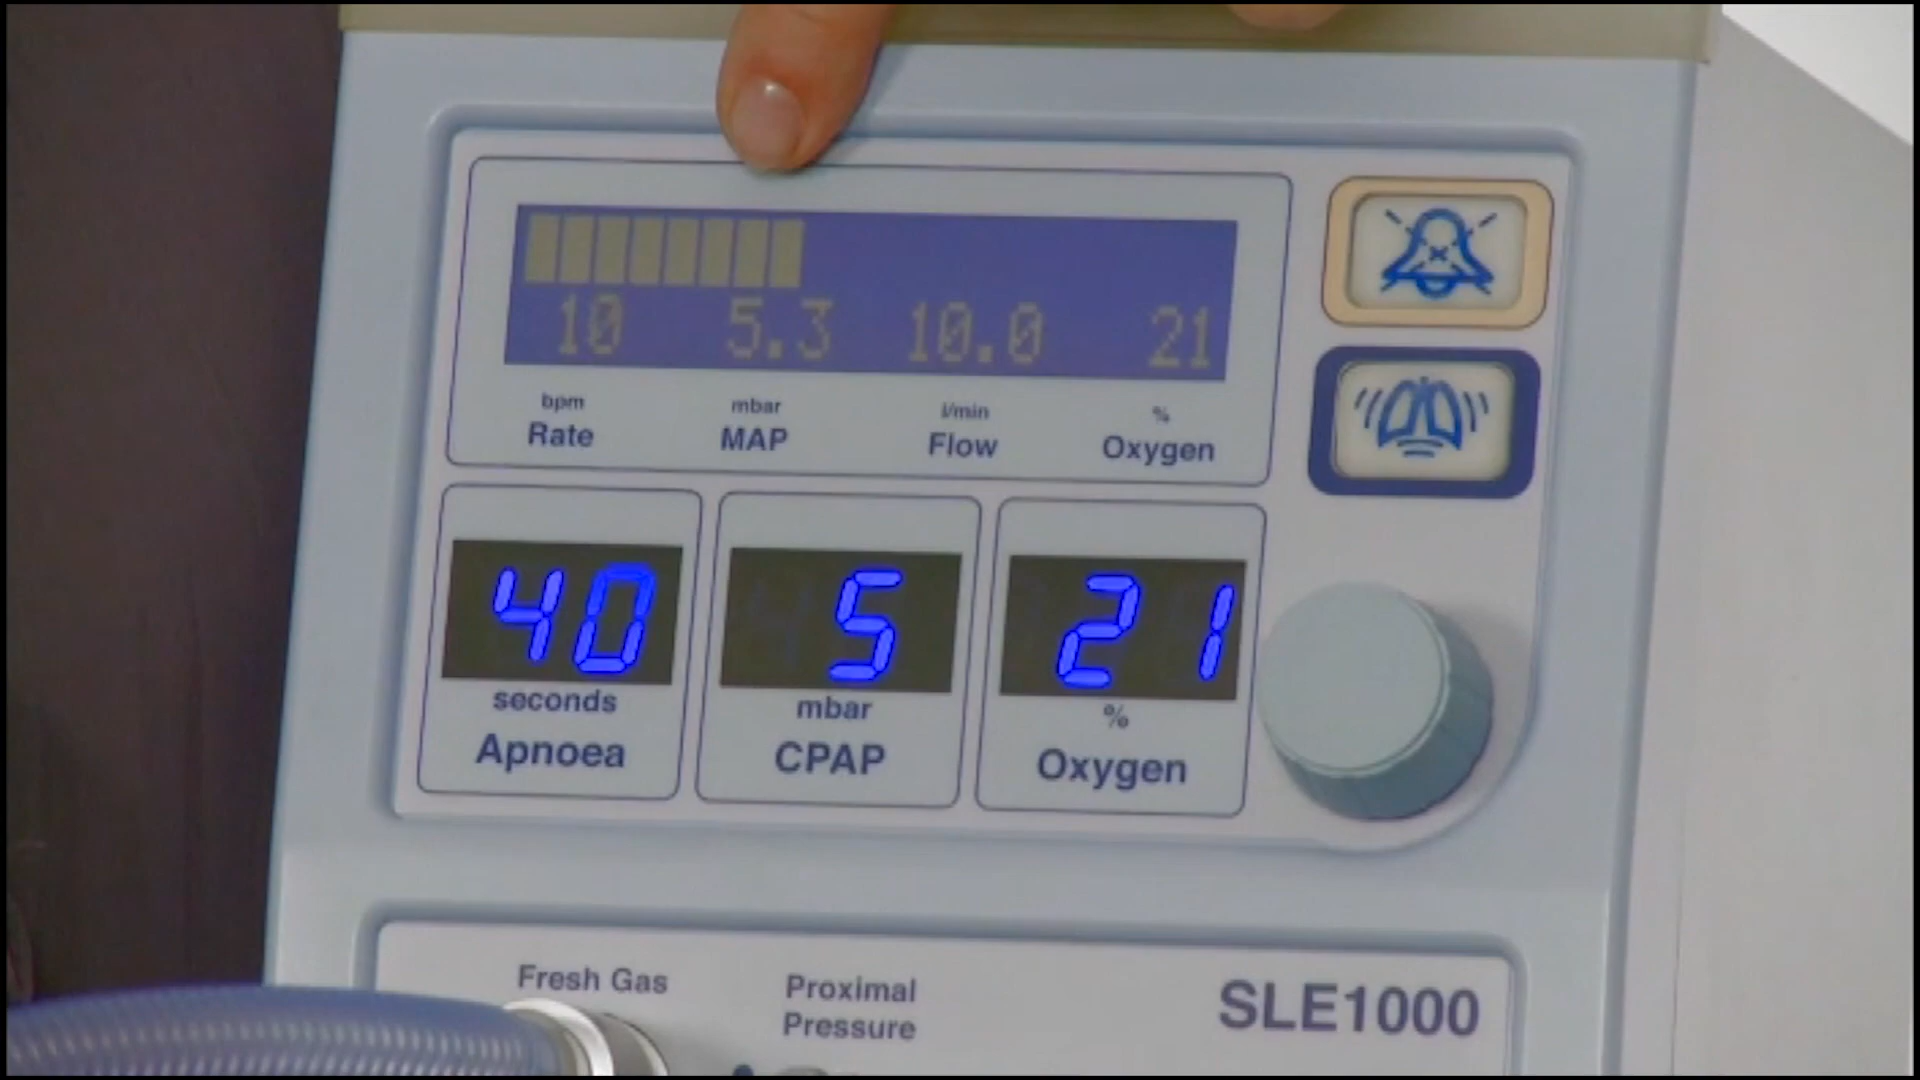 10 5.3 10.0 21
bpm mbar l/min %
Rate MAP Flow Oxygen
40 5 21
seconds mbar %
Apnoea CPAP Oxygen
Fresh Gas
Proximal
Pressure
SLE1000